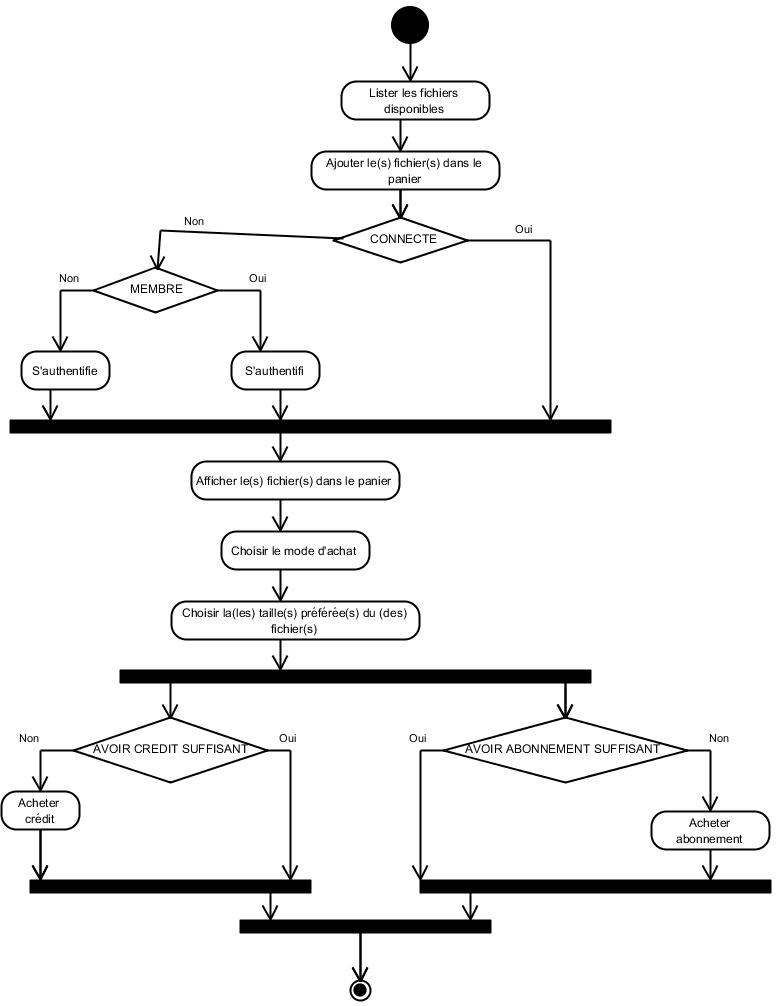 Lister les fichiers
disponibles
Ajouter le(s) fichier(s) dans le
panier
CONNECTE
Non
Oui
MEMBRE
Non
Oui
S'authentifie
S'authentifi
Afficher le(s) fichier(s) dans le panier
Choisir le mode d'achat
Choisir la(les) taille(s) préférée(s) du (des)
fichier(s)
AVOIR CREDIT SUFFISANT
Non
Oui
AVOIR ABONNEMENT SUFFISANT
Oui
Non
Acheter
crédit
Acheter
abonnement